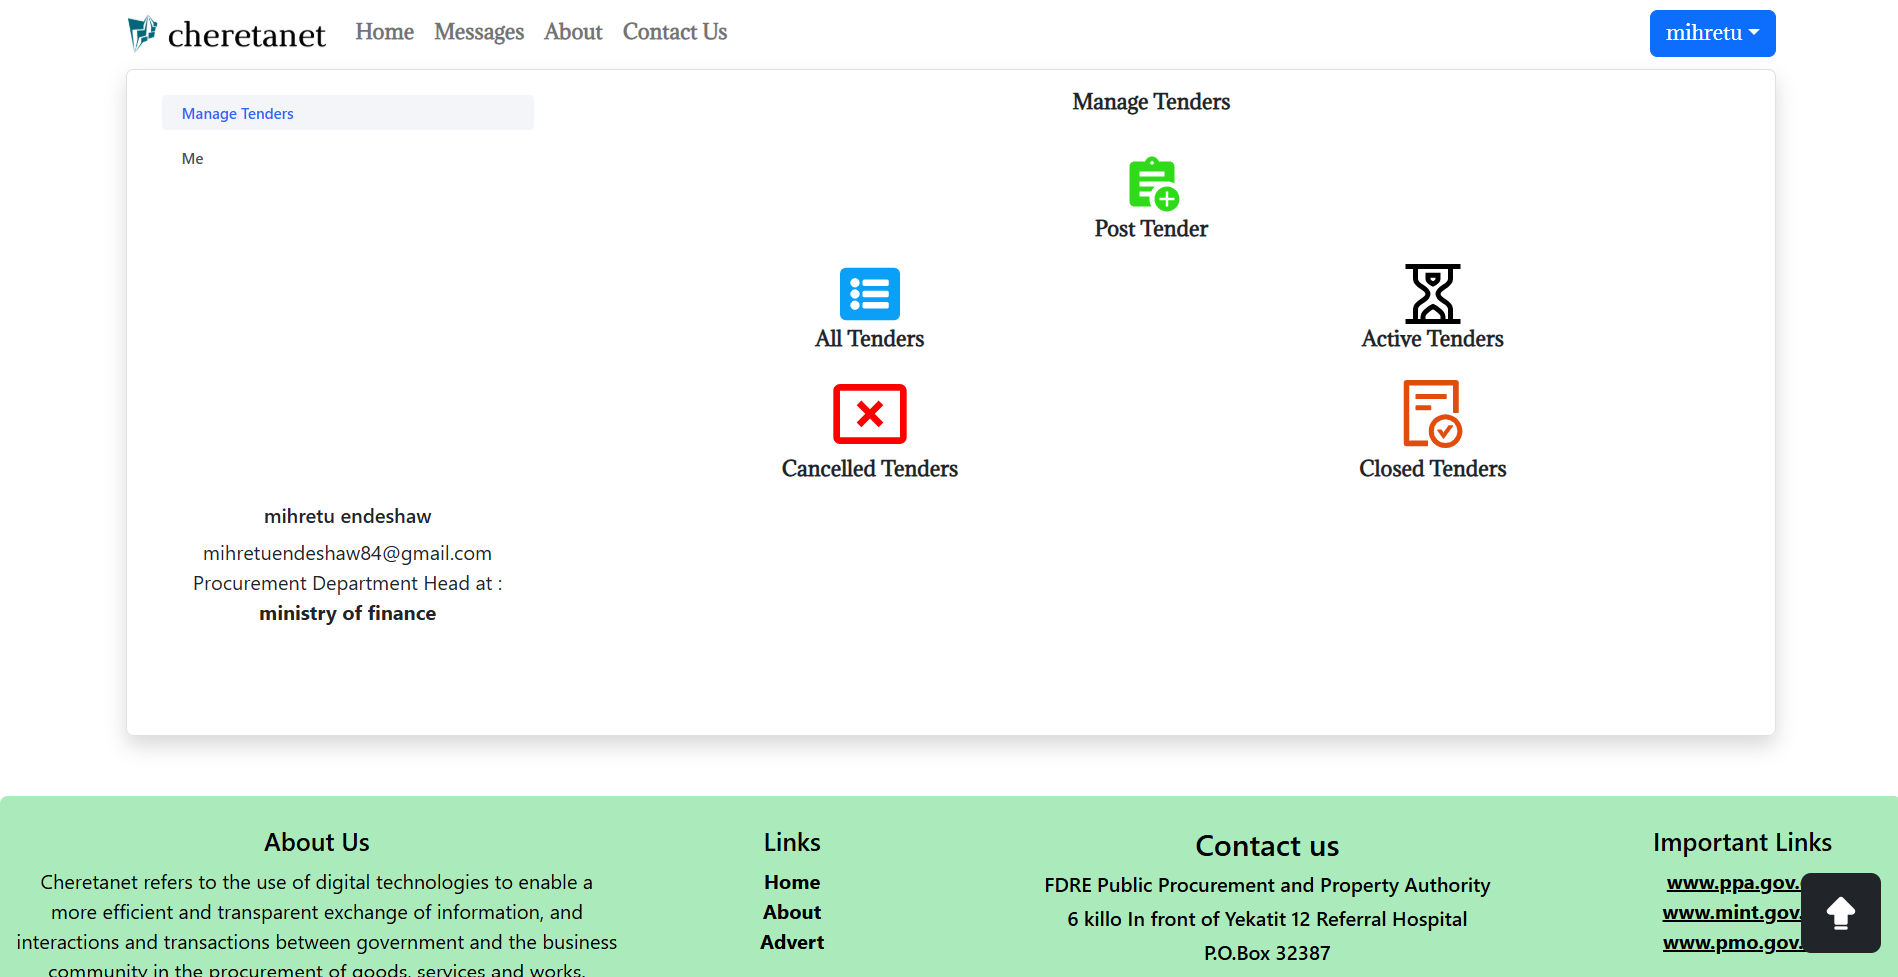 cheretanet
Home Messages About Contact Us
mihretu
Manage Tenders
Me
Manage Tenders
Post Tender
All Tenders
Active Tenders
Cancelled Tenders
Closed Tenders
mihretu endeshaw
mihretuendeshaw84@gmail.com
Procurement Department Head at :
ministry of finance
About Us
Cheretanet refers to the use of digital technologies to enable a
more efficient and transparent exchange of information, and
interactions and transactions between government and the business
community in the procurement of goods, services and works.
Links
Home
About
Advert
Contact us
FDRE Public Procurement and Property Authority
6 killo In front of Yekatit 12 Referral Hospital
P.O.Box 32387
Important Links
www.ppa.gov.
www.mint.gov.
www.pmo.gov.